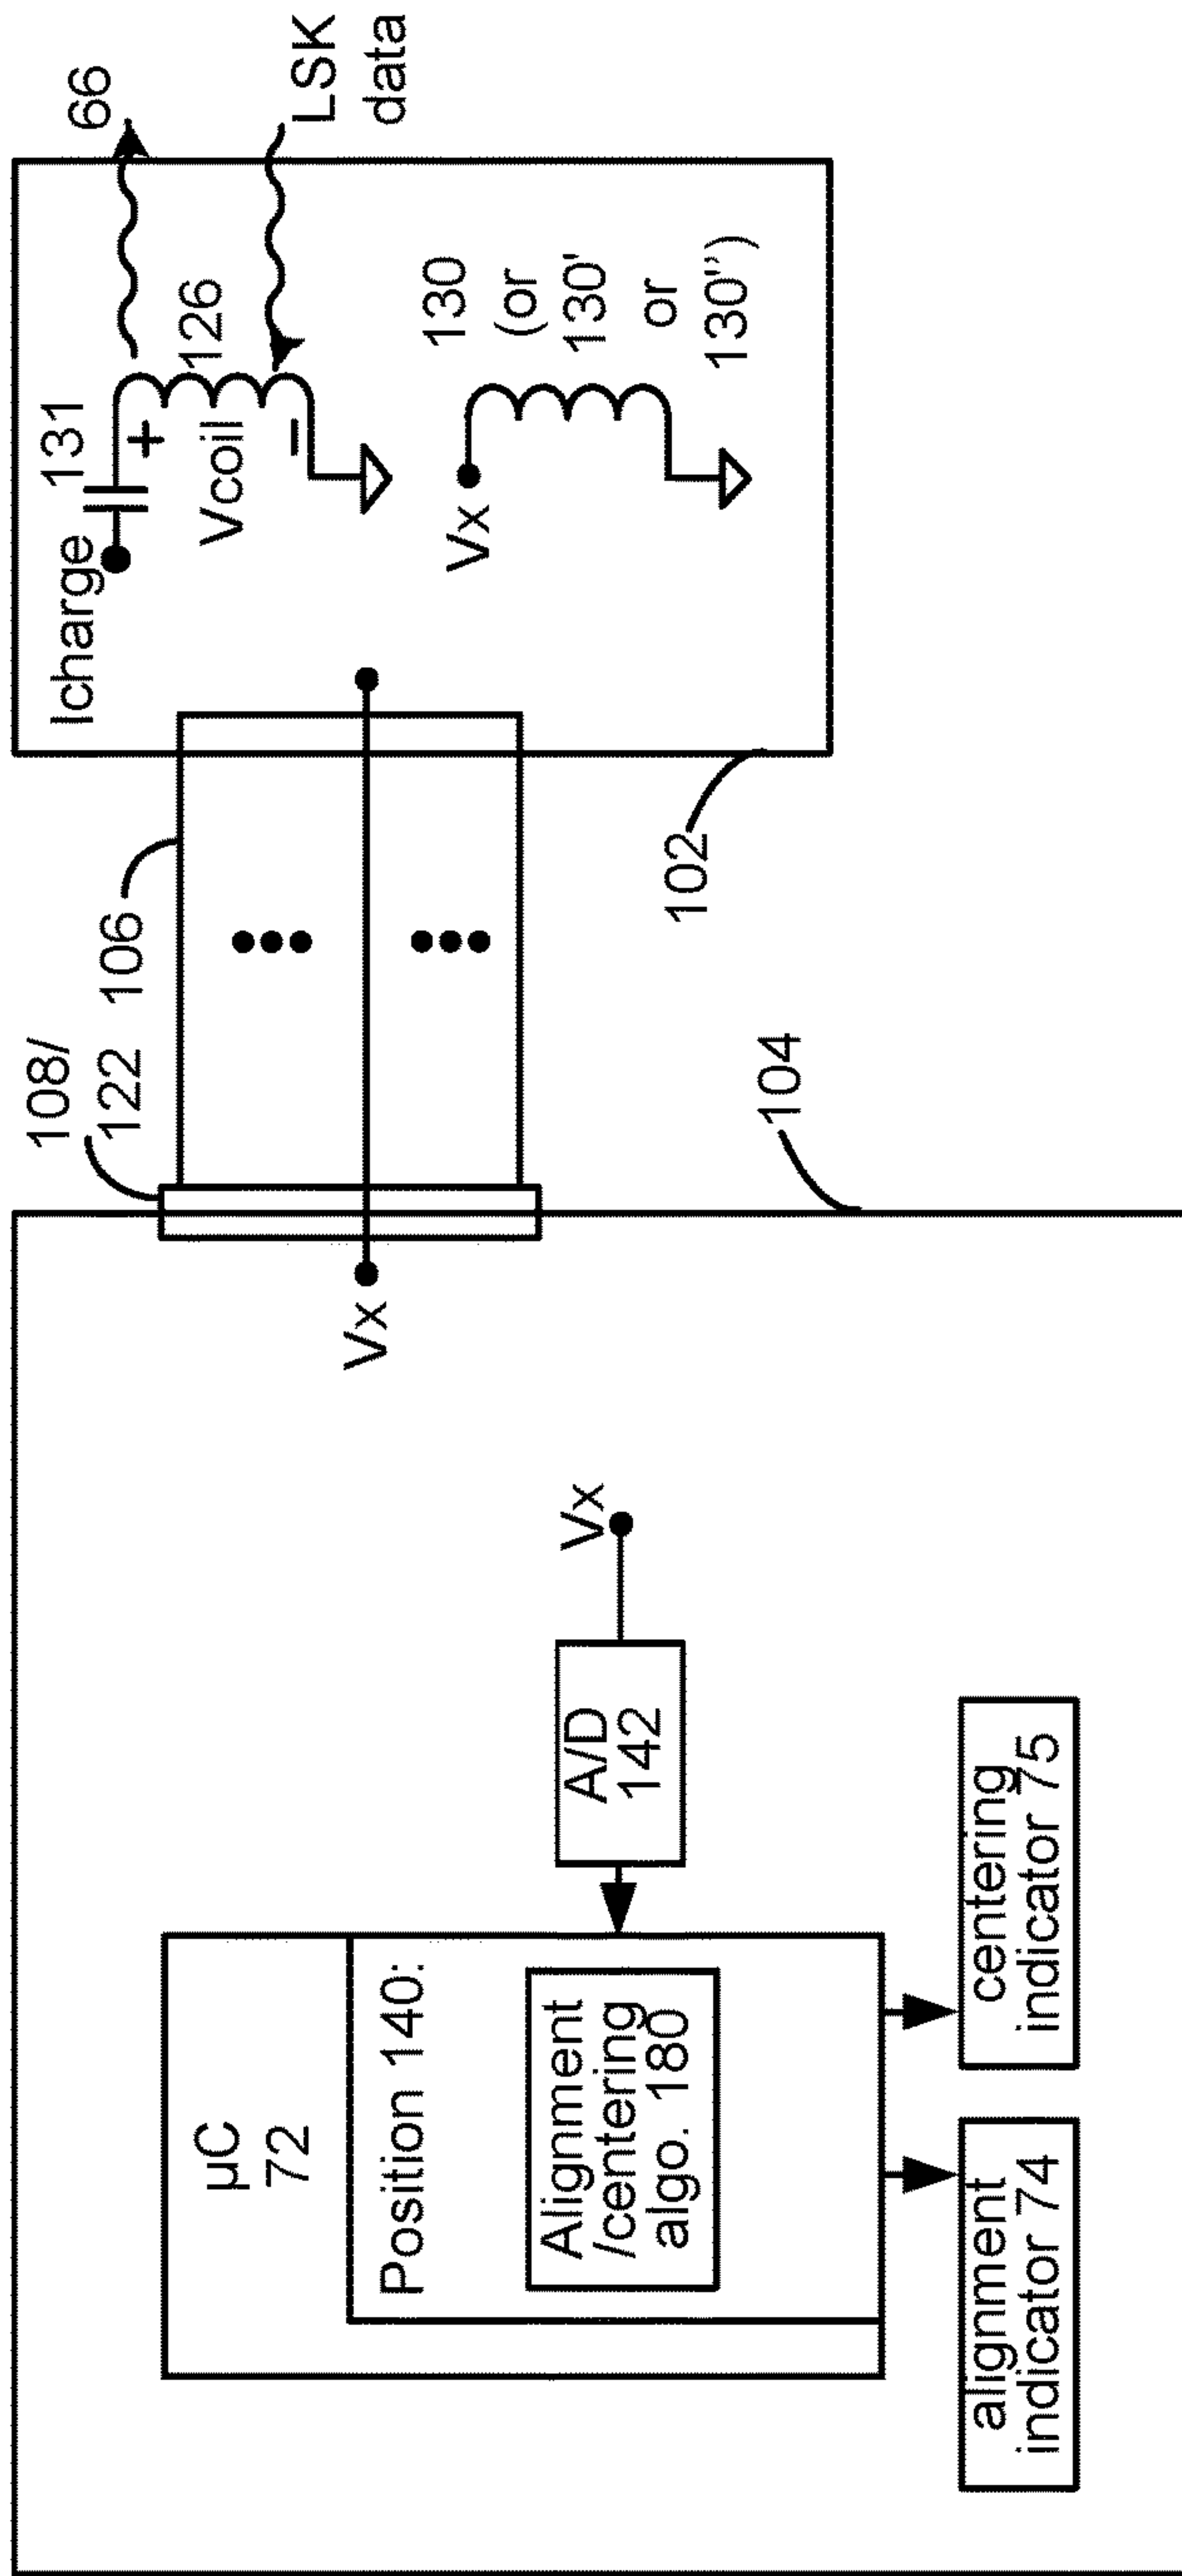 µC
72
Position 140:
Alignment
/centering
algo. 180
A/D
142
Vx
alignment
indicator 74
centering
indicator 75
Vx
104
108/
122
106
102
Icharge
131
+
Vcoil
–
126
66
LSK
data
Vx
130
(or
130'
or
130'')